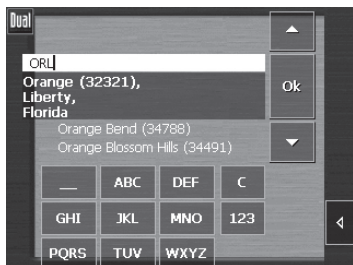 Dual
ORL
Orange (32321),
Liberty,
Florida
Ok
Orange Bend (34788)
Orange Blossom Hills (34491)
_ ABC DEF C
GHI JKL MNO 123
PQRS TUV WXYZ